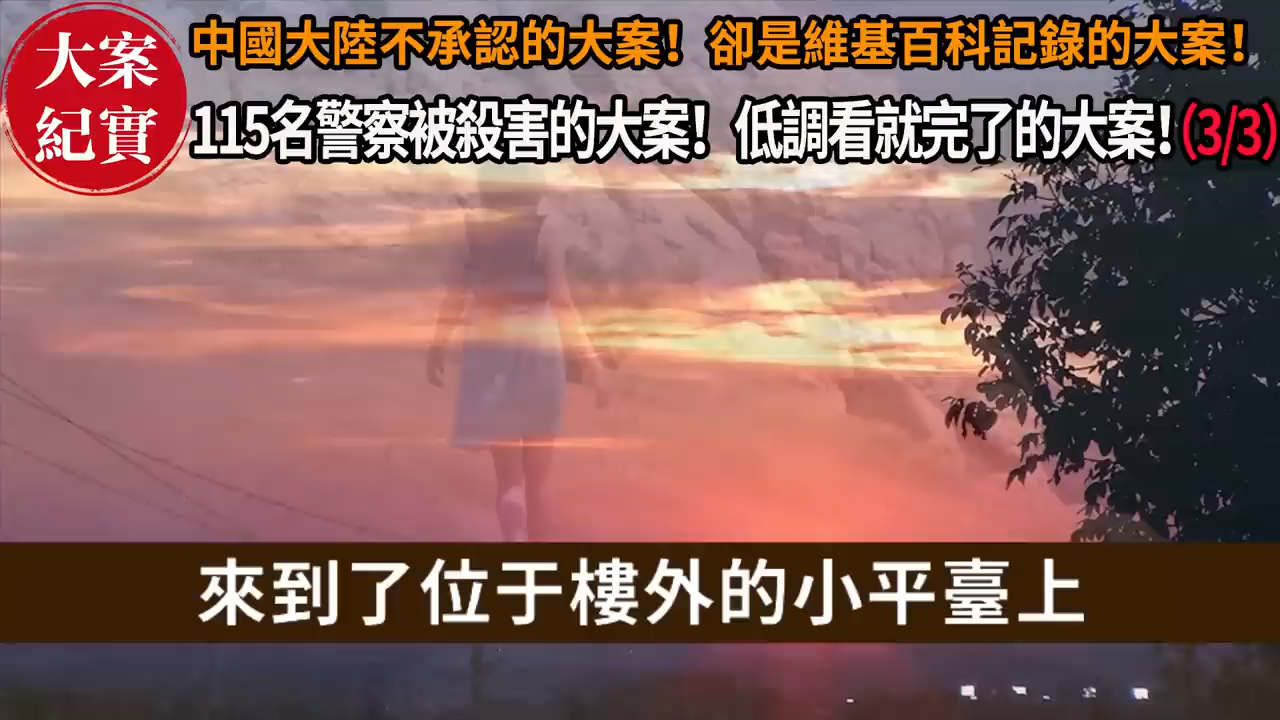 大案
紀實
中國大陸不承認的大案！卻是維基百科記錄的大案！
115名警察被殺害的大案！低調看就完了的大案！(3/3)
來到了位于樓外的小平臺上